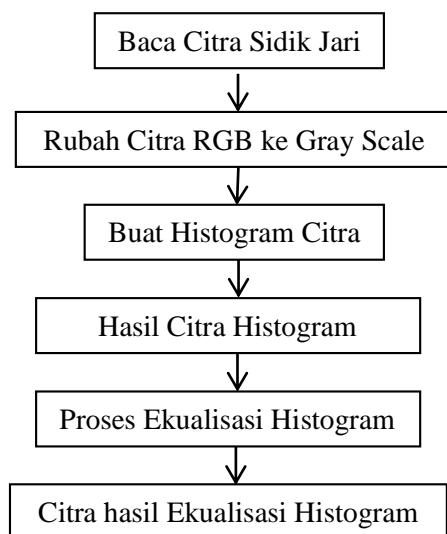 Baca Citra Sidik Jari
Rubah Citra RGB ke Gray Scale
Buat Histogram Citra
Hasil Citra Histogram
Proses Ekualisasi Histogram
Citra hasil Ekualisasi Histogram